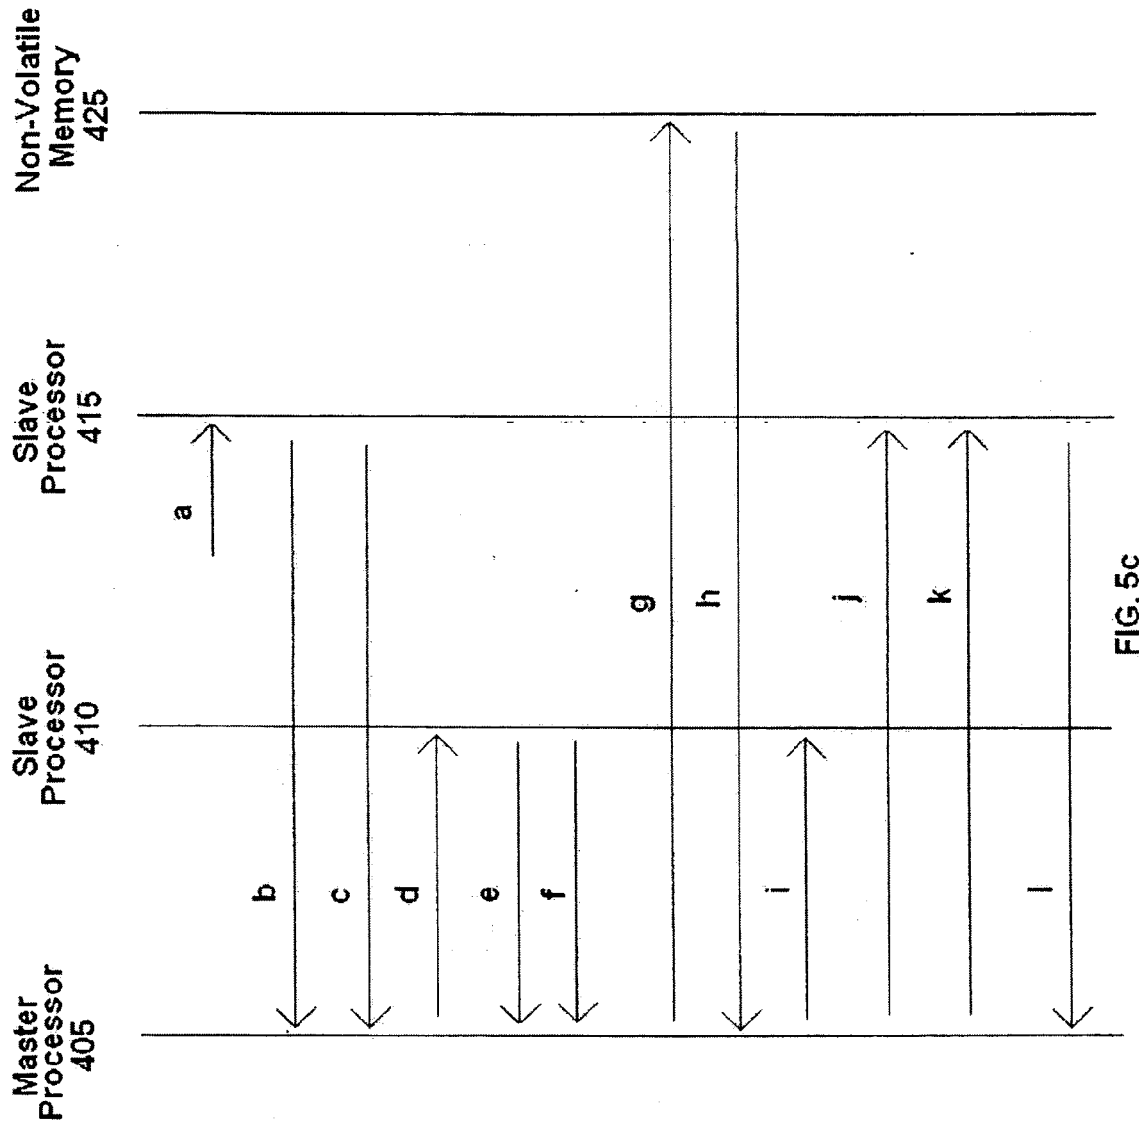 Master
Processor
405
Slave
Processor
410
Slave
Processor
415
Non-Volatile
Memory
425
a
b
c
d
e
f
g
h
i
j
k
l
FIG. 5c